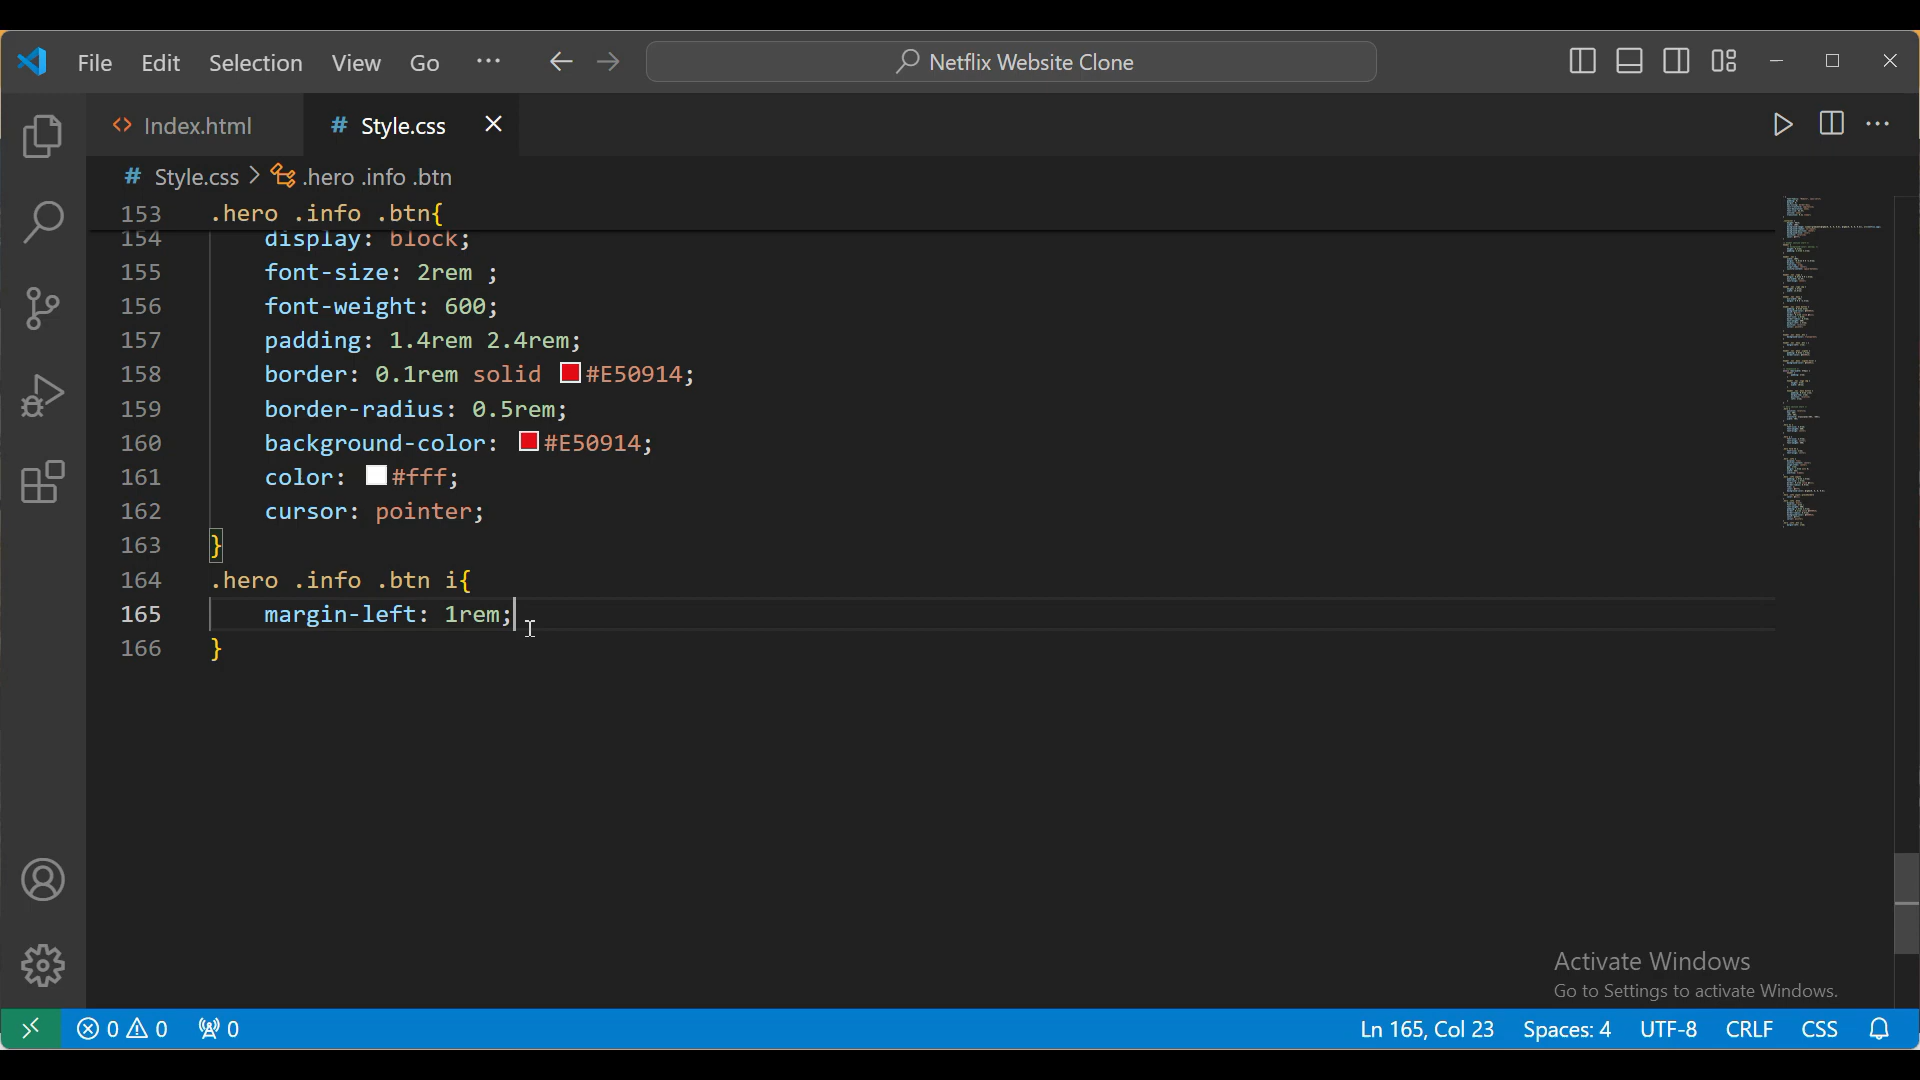 File Edit Selection View Go ··· Netflix Website Clone
Index.html # Style.css
# Style.css > .hero .info .btn
153 .hero .info .btn{
154 display: block;
155 font-size: 2rem ;
156 font-weight: 600;
157 padding: 1.4rem 2.4rem;
158 border: 0.1rem solid #E50914;
159 border-radius: 0.5rem;
160 background-color: #E50914;
161 color: #fff;
162 cursor: pointer;
163 }
164 .hero .info .btn i{
165 margin-left: 1rem;
166 }
Activate Windows
Go to Settings to activate Windows.
0 0 0 Ln 165, Col 23 Spaces: 4 UTF-8 CRLF CSS